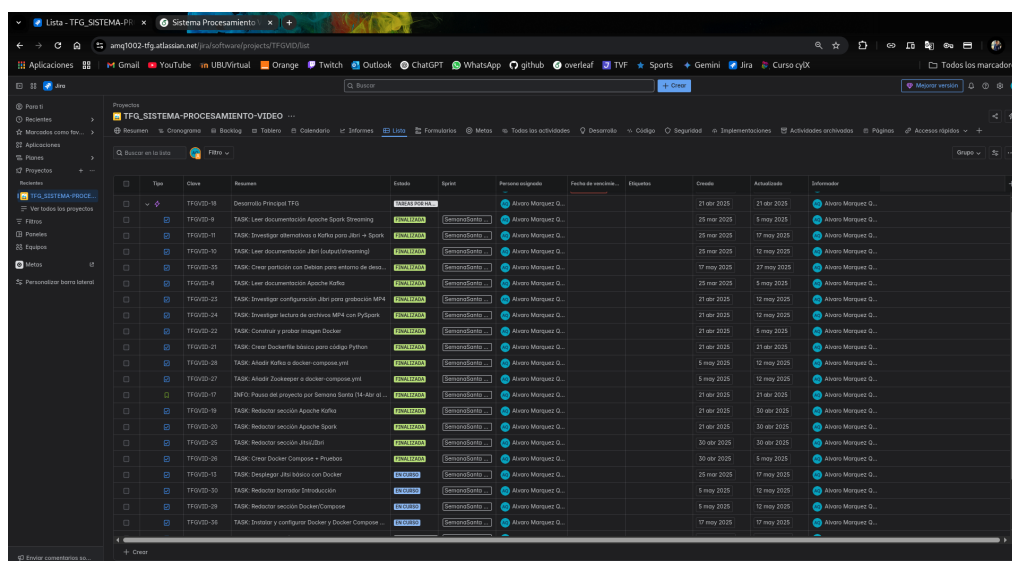 Lista - TFG_SISTEMA-PR
Sistema Procesamiento V
amq1002-tfg.atlassian.net/jira/software/projects/TFGVID/list
Aplicaciones Gmail YouTube UBUVirtual Orange Twitch Outlook ChatGPT WhatsApp github overleaf TVF Sports Gemini Jira Curso cylX Todos los marcador
Jira Buscar + Crear Mejorar versión
Para ti
Recientes
Marcados como fav...
Aplicaciones
Planes
Proyectos
Recientes
TFG_SISTEMA-PROCE...
Ver todos los proyectos
Filtros
Paneles
Equipos
Metas
Personalizar barra lateral
Enviar comentarios so...
Proyectos
TFG_SISTEMA-PROCESAMIENTO-VIDEO ...
Resumen Cronograma Backlog Tablero Calendario Informes Lista Formularios Metas Todas las actividades Desarrollo Código Seguridad Implementaciones Actividades archivadas Páginas Accesos rápidos
Buscar en la lista Filtro Grupo
Tipo Clave Resumen Estado Sprint Persona asignada Fecha de vencimie... Etiquetas Creada Actualizada Informador
TFGVID-18 Desarrollo Principal TFG TAREAS POR HA... Alvaro Marquez Q... 21 abr 2025 21 abr 2025 Alvaro Marquez Q...
TFGVID-9 TASK: Leer documentación Apache Spark Streaming FINALIZADA SemanaSanta ... Alvaro Marquez Q... 25 mar 2025 5 may 2025 Alvaro Marquez Q...
TFGVID-11 TASK: Investigar alternativas a Kafka para Jibri → Spark FINALIZADA SemanaSanta ... Alvaro Marquez Q... 25 mar 2025 17 may 2025 Alvaro Marquez Q...
TFGVID-10 TASK: Leer documentación Jibri (output/streaming) FINALIZADA SemanaSanta ... Alvaro Marquez Q... 25 mar 2025 12 may 2025 Alvaro Marquez Q...
TFGVID-35 TASK: Crear partición con Debian para entorno de desa... FINALIZADA SemanaSanta ... Alvaro Marquez Q... 17 may 2025 27 may 2025 Alvaro Marquez Q...
TASK: Leer documentación Apache Kafka FINALIZADA SemanaSanta ... Alvaro Marquez Q... 25 mar 2025 5 may 2025 Alvaro Marquez Q...
TFGVID-23 TASK: Investigar configuración Jibri para grabación MP4 FINALIZADA SemanaSanta ... Alvaro Marquez Q... 21 abr 2025 12 may 2025 Alvaro Marquez Q...
TFGVID-24 TASK: Investigar lectura de archivos MP4 con PySpark FINALIZADA SemanaSanta ... Alvaro Marquez Q... 21 abr 2025 12 may 2025 Alvaro Marquez Q...
TFGVID-22 TASK: Construir y probar imagen Docker FINALIZADA SemanaSanta ... Alvaro Marquez Q... 21 abr 2025 5 may 2025 Alvaro Marquez Q...
TFGVID-21 TASK: Crear Dockerfile básico para código Python FINALIZADA SemanaSanta ... Alvaro Marquez Q... 21 abr 2025 21 abr 2025 Alvaro Marquez Q...
TFGVID-28 TASK: Añadir Kafka a docker-compose.yml FINALIZADA SemanaSanta ... Alvaro Marquez Q... 5 may 2025 12 may 2025 Alvaro Marquez Q...
TFGVID-27 TASK: Añadir Zookeeper a docker-compose.yml FINALIZADA SemanaSanta ... Alvaro Marquez Q... 5 may 2025 12 may 2025 Alvaro Marquez Q...
TFGVID-17 INFO: Pausa del proyecto por Semana Santa (14-Abr al ... FINALIZADA SemanaSanta ... Alvaro Marquez Q... 21 abr 2025 21 abr 2025 Alvaro Marquez Q...
TFGVID-19 TASK: Redactar sección Apache Kafka FINALIZADA SemanaSanta ... Alvaro Marquez Q... 21 abr 2025 30 abr 2025 Alvaro Marquez Q...
TFGVID-20 TASK: Redactar sección Apache Spark FINALIZADA SemanaSanta ... Alvaro Marquez Q... 21 abr 2025 30 abr 2025 Alvaro Marquez Q...
TFGVID-25 TASK: Redactar sección Jitsi/Jibri FINALIZADA SemanaSanta ... Alvaro Marquez Q... 30 abr 2025 30 abr 2025 Alvaro Marquez Q...
TFGVID-26 TASK: Crear Docker Compose + Pruebas FINALIZADA SemanaSanta ... Alvaro Marquez Q... 30 abr 2025 5 may 2025 Alvaro Marquez Q...
TFGVID-13 TASK: Desplegar Jitsi básico con Docker EN CURSO SemanaSanta ... Alvaro Marquez Q... 25 mar 2025 17 may 2025 Alvaro Marquez Q...
TFGVID-30 TASK: Redactar borrador Introducción EN CURSO SemanaSanta ... Alvaro Marquez Q... 5 may 2025 12 may 2025 Alvaro Marquez Q...
TFGVID-29 TASK: Redactar sección Docker/Compose EN CURSO SemanaSanta ... Alvaro Marquez Q... 5 may 2025 12 may 2025 Alvaro Marquez Q...
TFGVID-36 TASK: Instalar y configurar Docker y Docker Compose ... EN CURSO SemanaSanta ... Alvaro Marquez Q... 17 may 2025 17 may 2025 Alvaro Marquez Q...
+ Crear